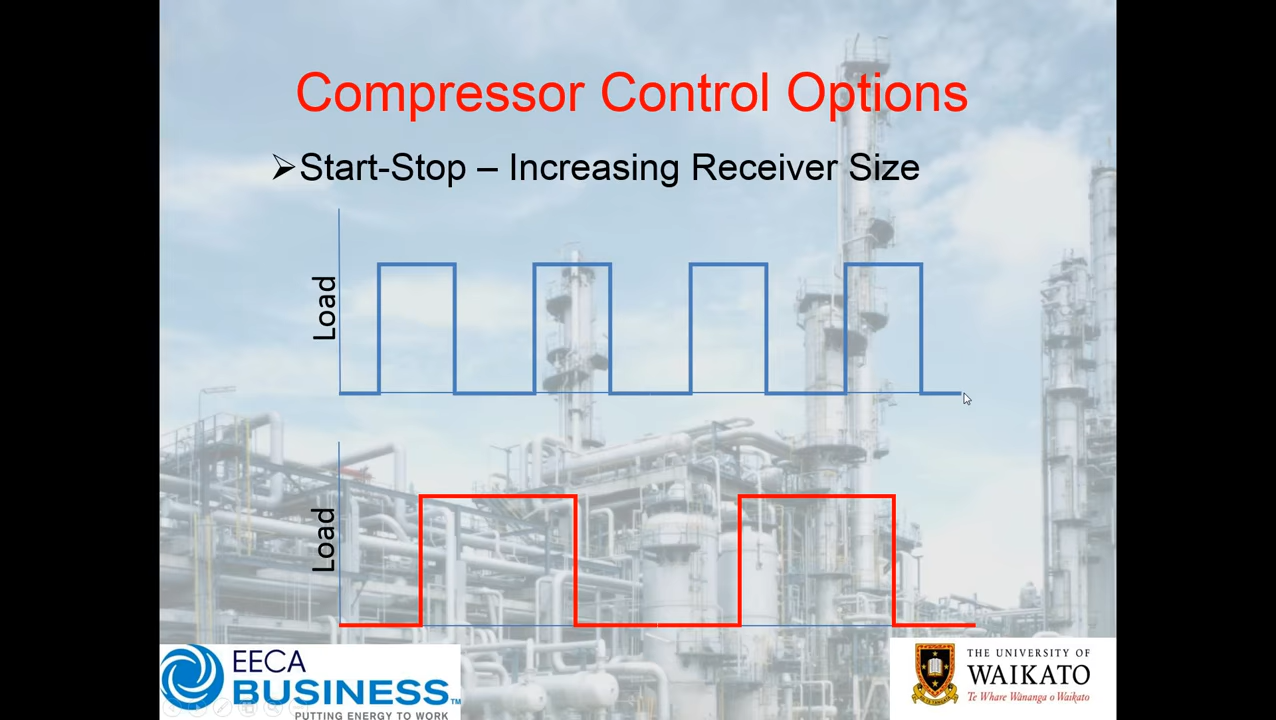 Compressor Control Options
➢Start-Stop – Increasing Receiver Size
Load
Load
EECA
BUSINESS™
PUTTING ENERGY TO WORK
THE UNIVERSITY OF
WAIKATO
Te Whare Wānanga o Waikato